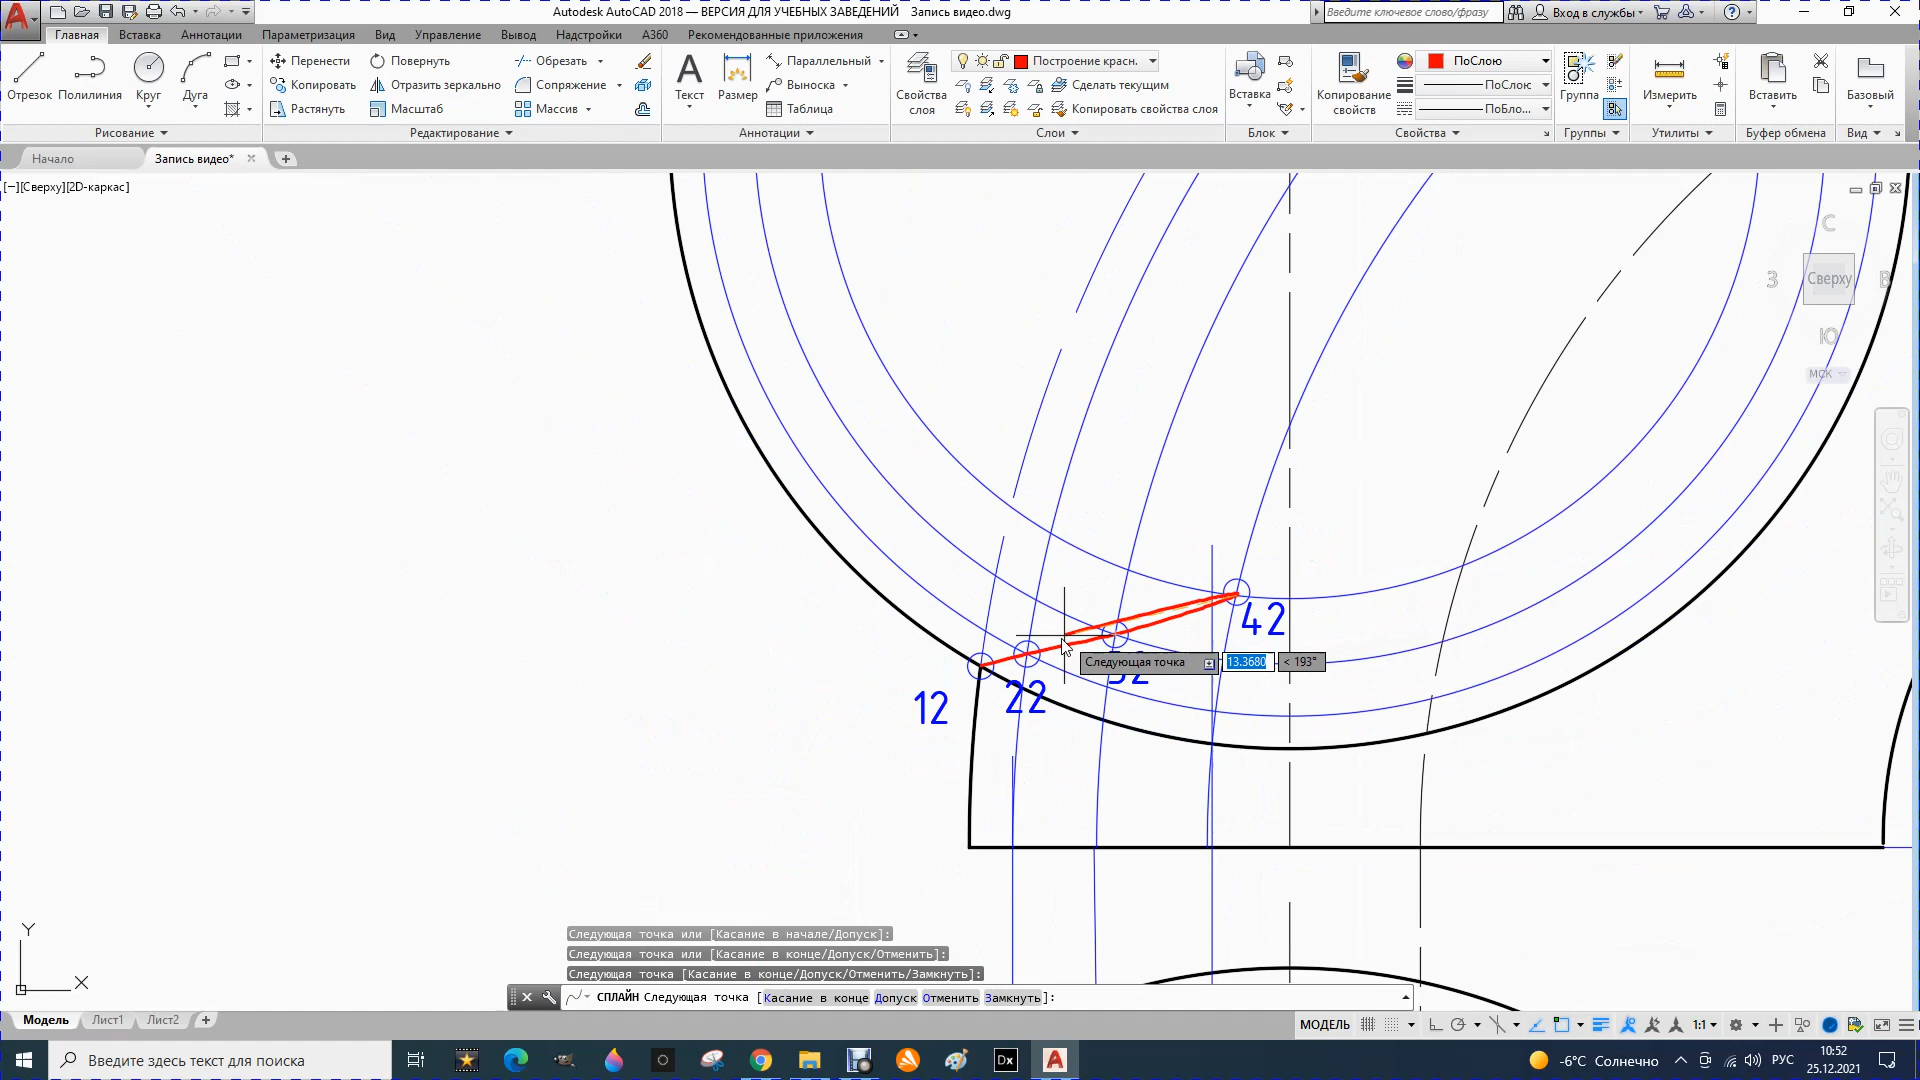 Autodesk AutoCAD 2018 — ВЕРСИЯ ДЛЯ УЧЕБНЫХ ЗАВЕДЕНИЙ Запись видео.dwg
Введите ключевое слово/фразу
Вход в службы
Главная Вставка Аннотации Параметризация Вид Управление Вывод Надстройки A360 Рекомендованные приложения
Отрезок Полилиния Круг Дуга
Рисование
Перенести Повернуть Обрезать
Копировать Отразить зеркально Сопряжение
Растянуть Масштаб Массив
Редактирование
Текст Размер
Параллельный
Выноска
Таблица
Аннотации
Свойства слоя
Построение красн.
Сделать текущим
Копировать свойства слоя
Слои
Вставка
Блок
Копирование свойств
ПоСлою
ПоСлою
ПоБло...
Свойства
Группа
Группы
Измерить
Утилиты
Вставить
Буфер обмена
Базовый
Вид
Начало Запись видео*
[−][Сверху][2D-каркас]
С
З Сверху В
Ю
МСК
42
12 22
Следующая точка 13.3680 < 193°
Y
X
Следующая точка или [Касание в начале/Допуск]:
Следующая точка или [Касание в конце/Допуск/Отменить]:
Следующая точка [Касание в конце/Допуск/Отменить/Замкнуть]:
СПЛАЙН Следующая точка [Касание в конце Допуск Отменить Замкнуть]:
Модель Лист1 Лист2
МОДЕЛЬ 1:1
Введите здесь текст для поиска
Dx
-6°C Солнечно
РУС
10:52
25.12.2021